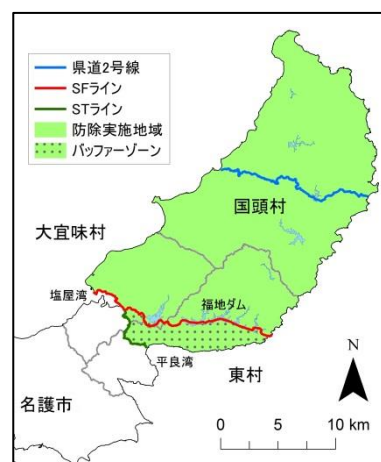 県道2号線
SFライン
STライン
防除実施地域
バッファーゾーン
国頭村
大宜味村
塩屋湾
福地ダム
平良湾
東村
名護市
N
0 5 10 km